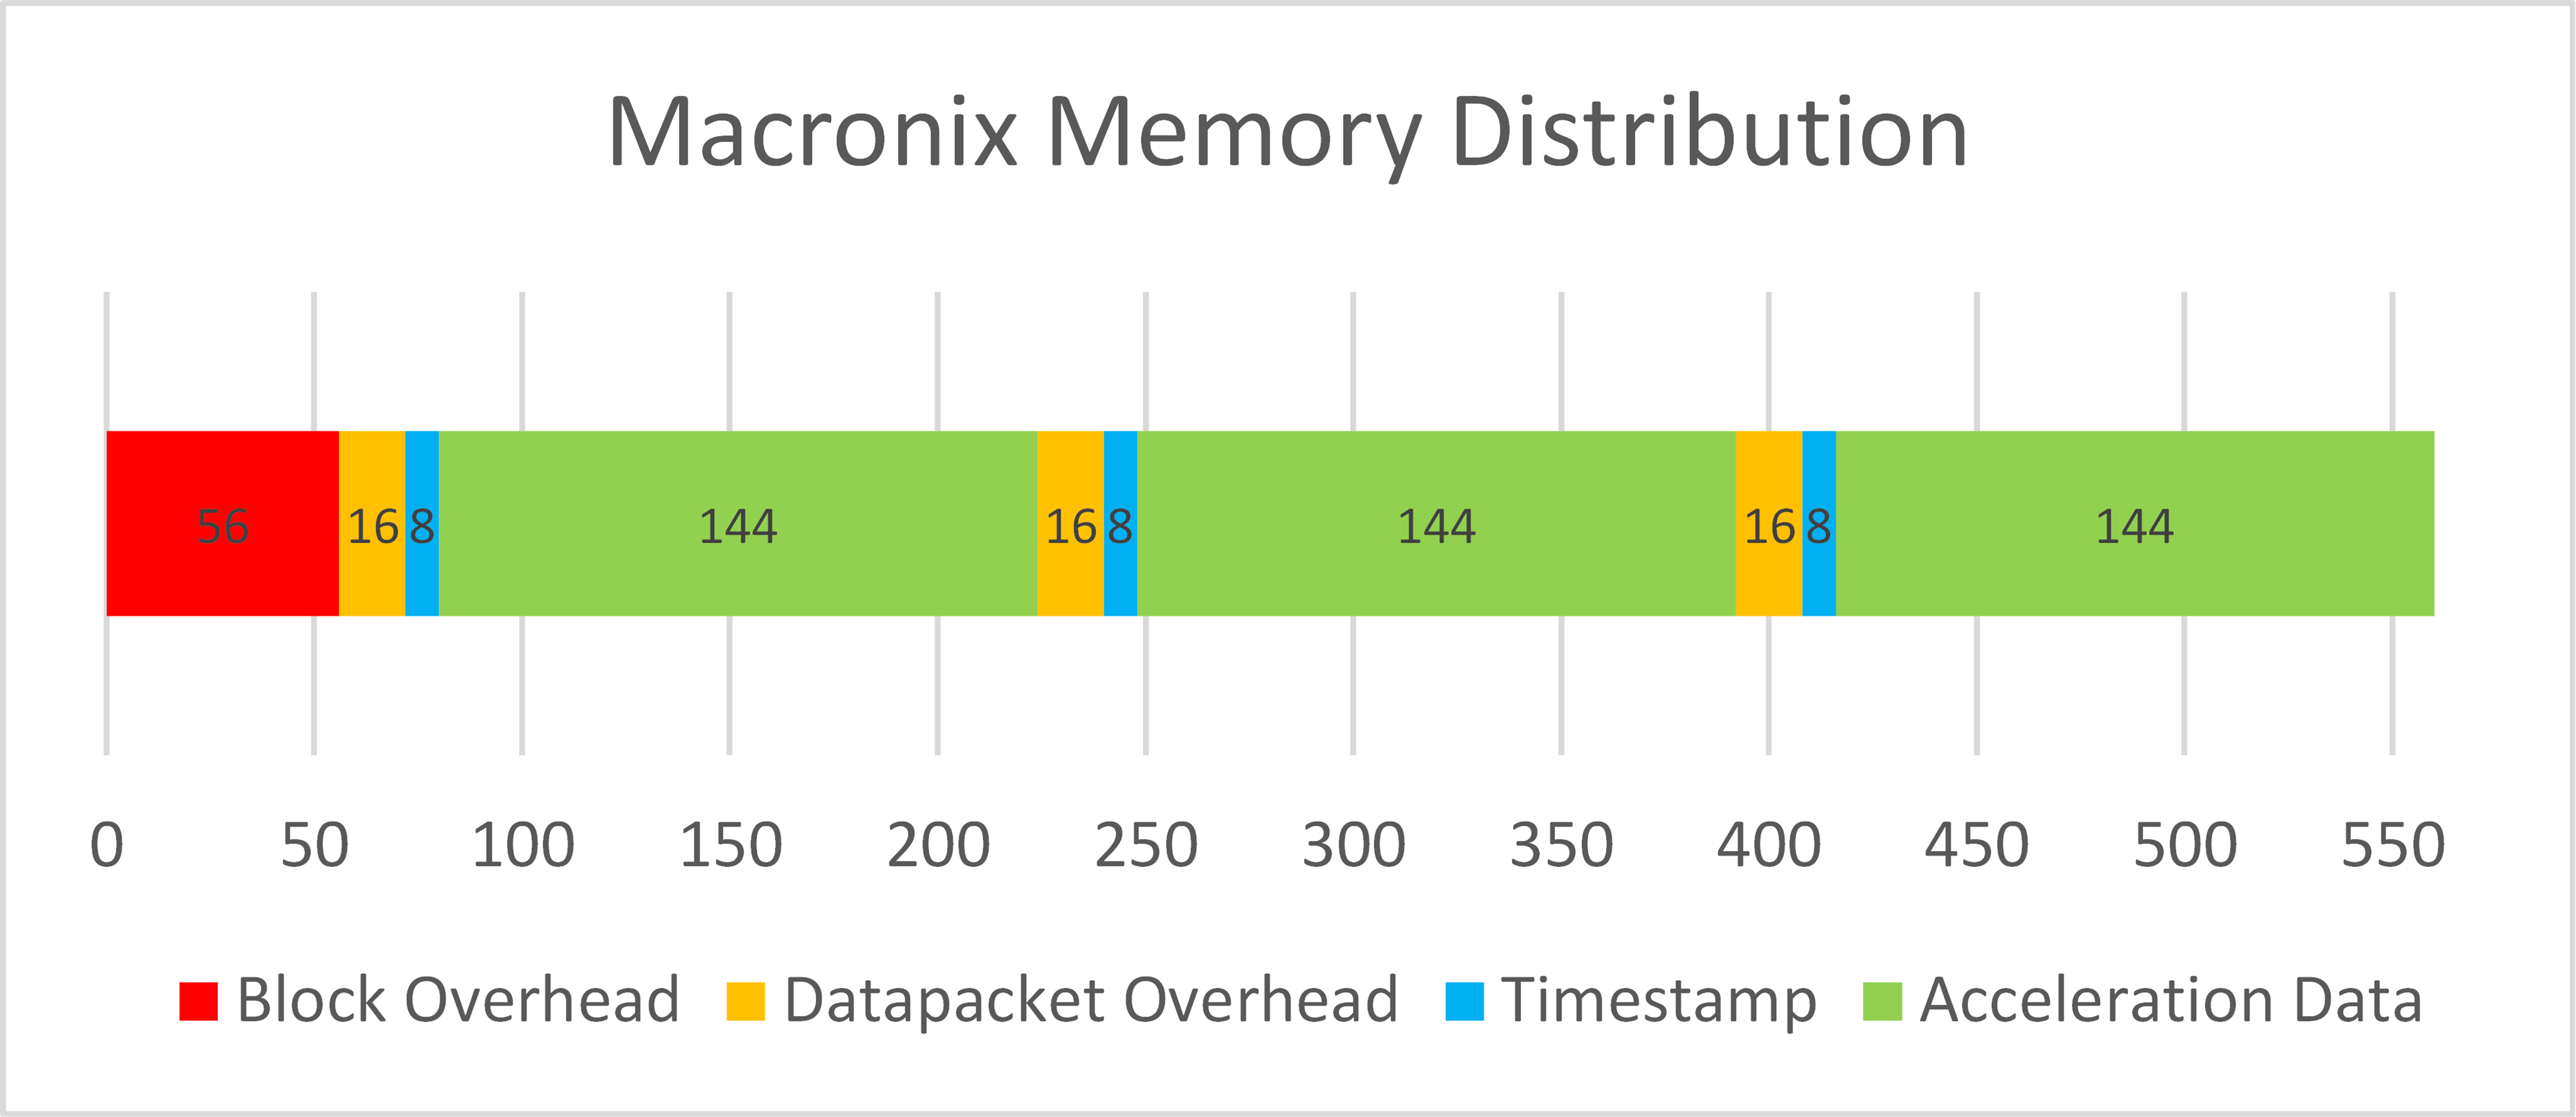 Macronix Memory Distribution
56 16 8 144 16 8 144 16 8 144
0 50 100 150 200 250 300 350 400 450 500 550
Block Overhead Datapacket Overhead Timestamp Acceleration Data